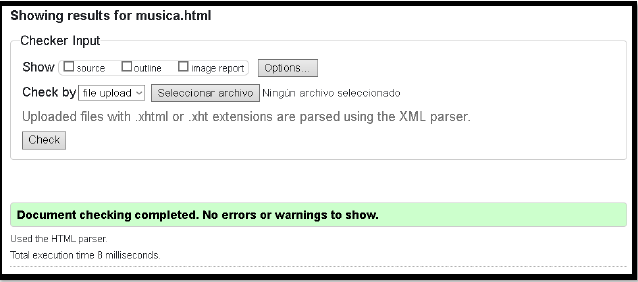 Showing results for musica.html
Checker Input
Show source outline image report Options...
Check by file upload Seleccionar archivo Ningún archivo seleccionado
Uploaded files with .xhtml or .xht extensions are parsed using the XML parser.
Check
Document checking completed. No errors or warnings to show.
Used the HTML parser.
Total execution time 8 milliseconds.